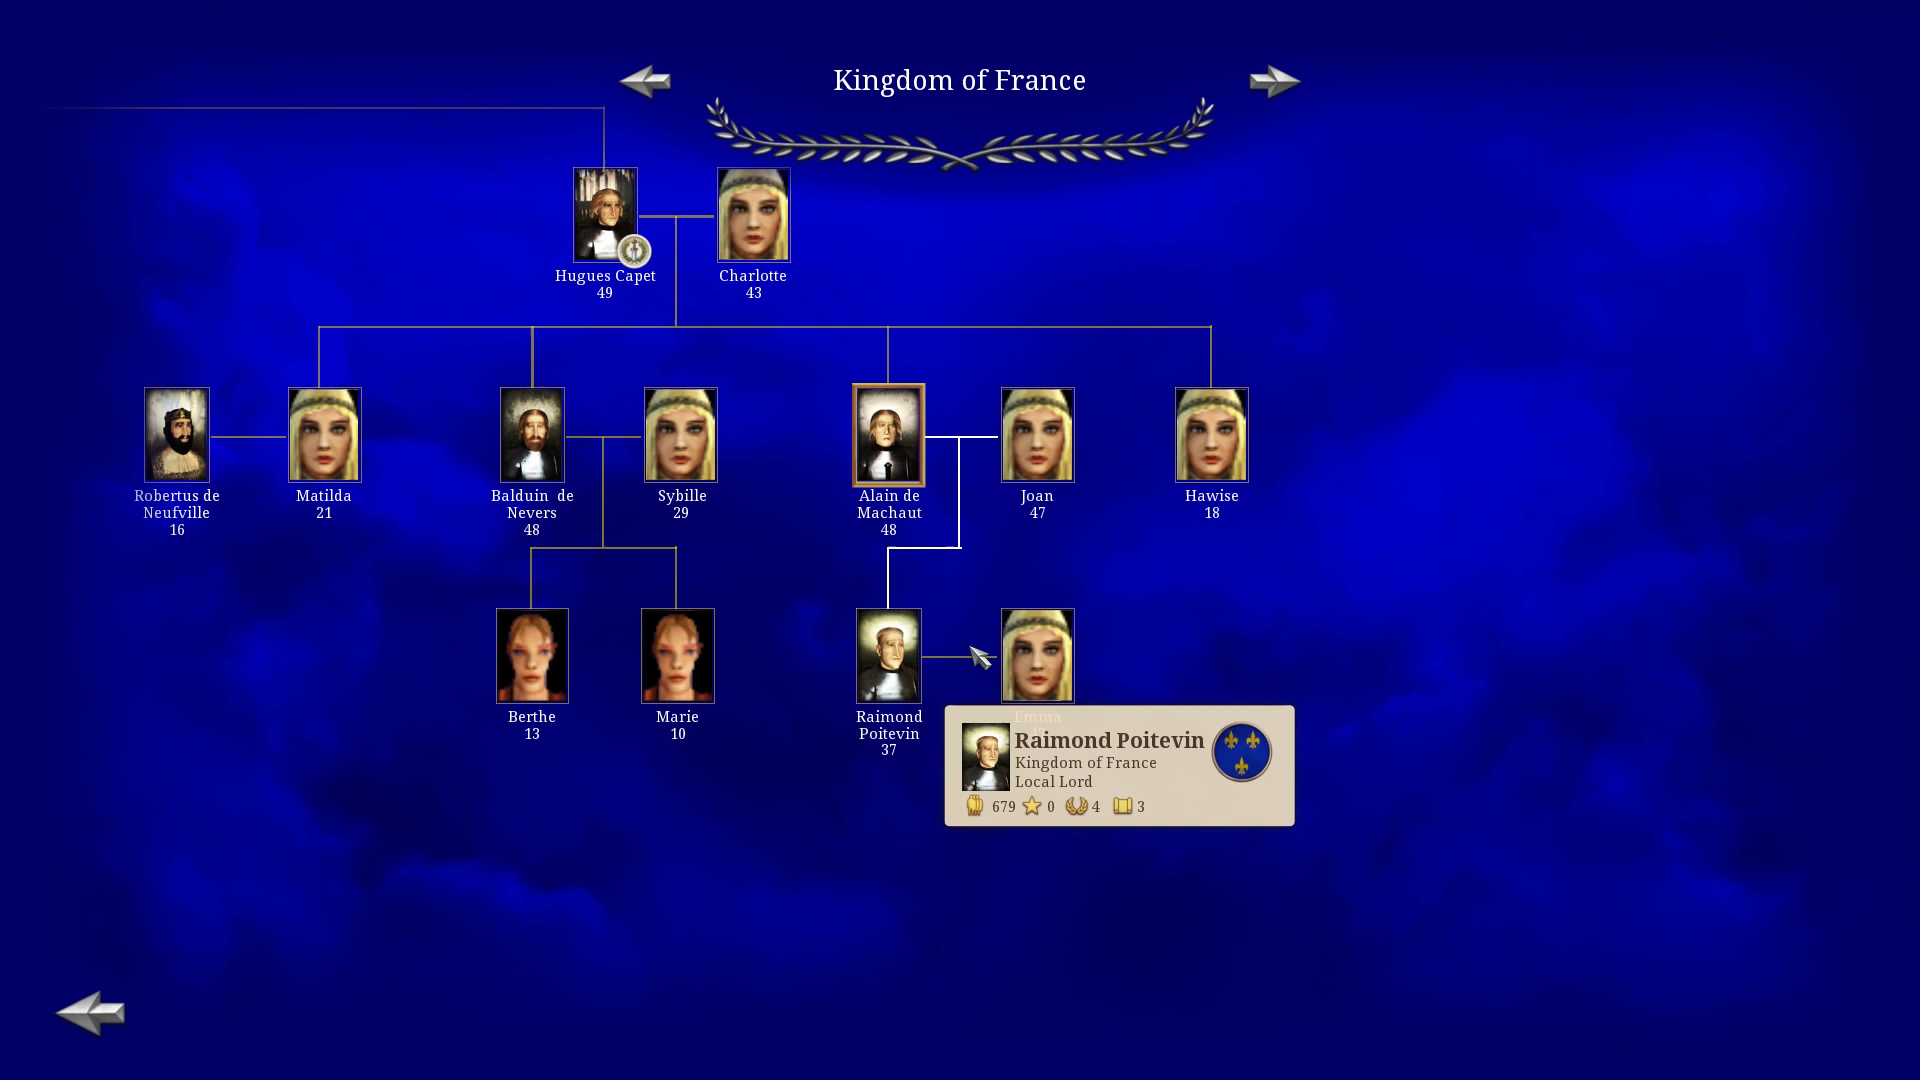 Kingdom of France
Hugues Capet
49
Charlotte
43
Robertus de
Neufville
16
Matilda
21
Balduin de
Nevers
48
Sybille
29
Alain de
Machaut
48
Joan
47
Hawise
18
Berthe
13
Marie
10
Raimond
Poitevin
37
Emma
Raimond Poitevin
Kingdom of France
Local Lord
679 0 4 3